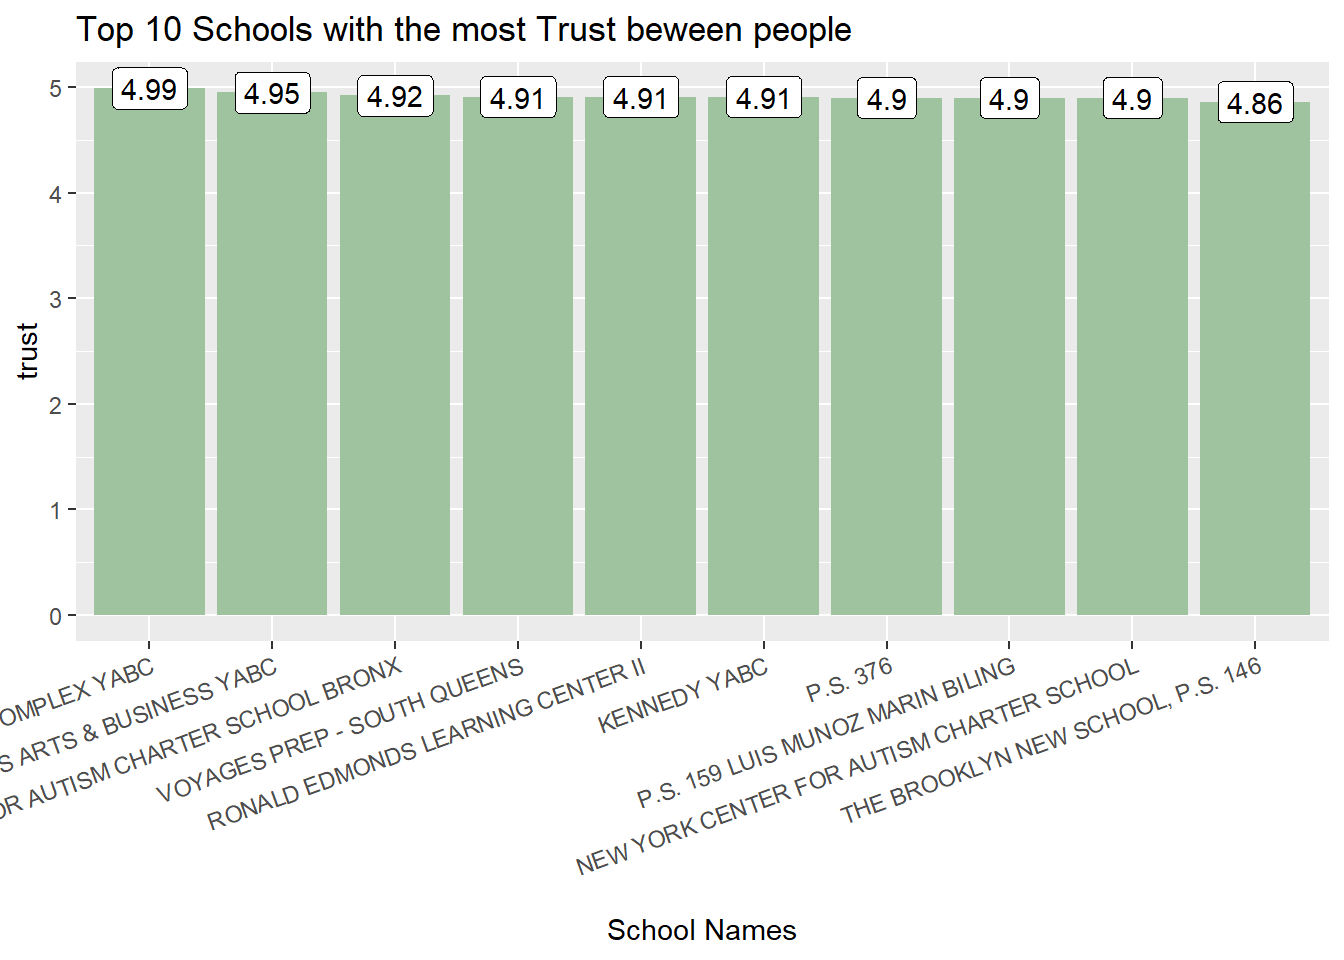 Top 10 Schools with the most Trust beween people
trust
5
4
3
2
1
0
4.99
4.95
4.92
4.91
4.91
4.91
4.9
4.9
4.9
4.86
YABC
ARTS & BUSINESS YABC
AUTISM CHARTER SCHOOL BRONX
VOYAGES PREP - SOUTH QUEENS
RONALD EDMONDS LEARNING CENTER II
KENNEDY YABC
P.S. 376
P.S. 159 LUIS MUNOZ MARIN BILING
NEW YORK CENTER FOR AUTISM CHARTER SCHOOL
THE BROOKLYN NEW SCHOOL, P.S. 146
School Names